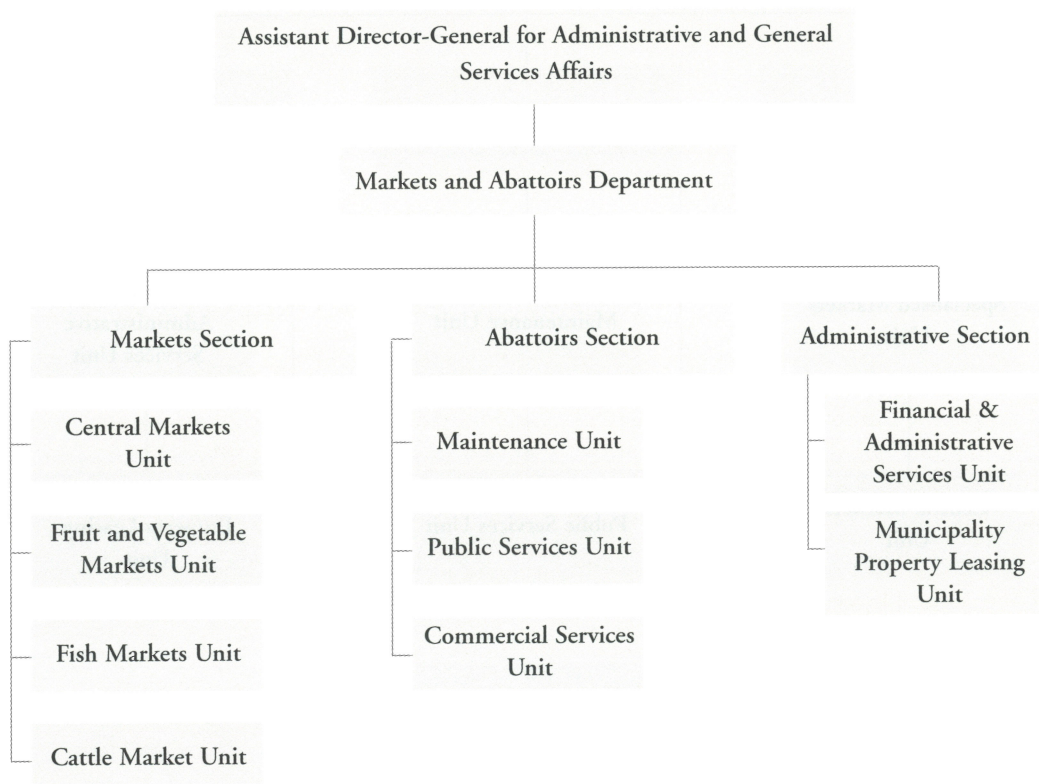 Assistant Director-General for Administrative and General
Services Affairs
Markets and Abattoirs Department
Markets Section
Central Markets
Unit
Fruit and Vegetable
Markets Unit
Fish Markets Unit
Cattle Market Unit
Abattoirs Section
Maintenance Unit
Public Services Unit
Commercial Services
Unit
Administrative Section
Financial &
Administrative
Services Unit
Municipality
Property Leasing
Unit